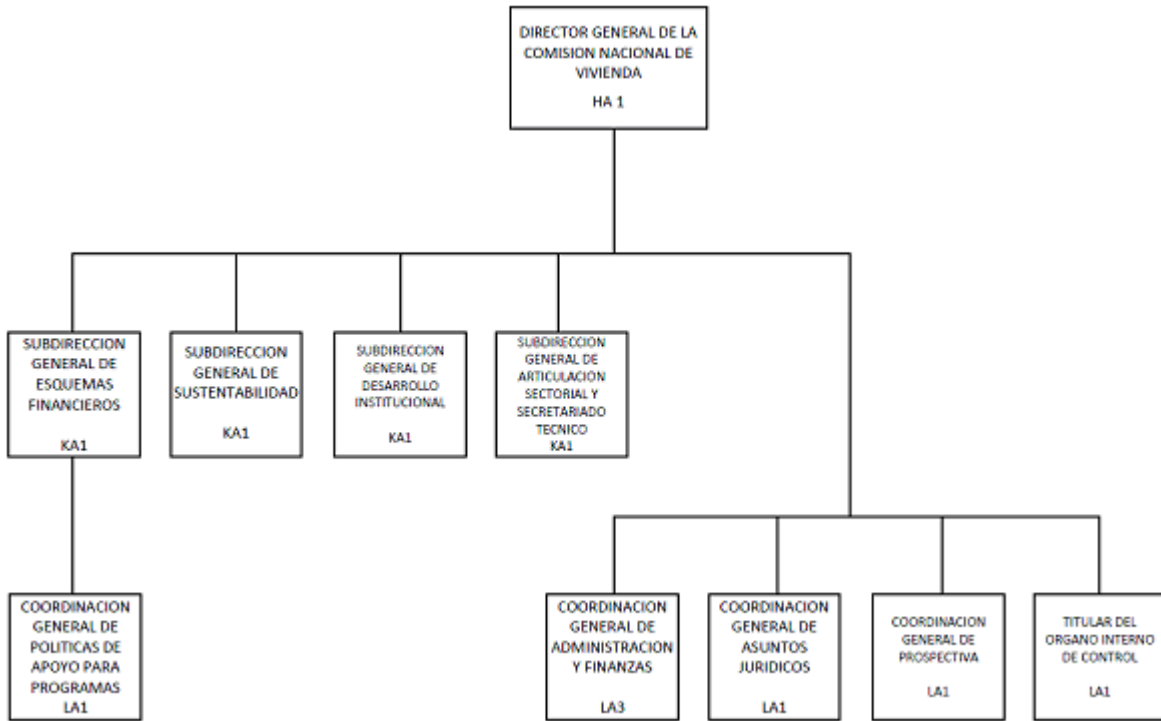 DIRECTOR GENERAL DE LA
COMISION NACIONAL DE
VIVIENDA
HA 1
SUBDIRECCION
GENERAL DE
ESQUEMAS
FINANCIEROS
KA1
SUBDIRECCION
GENERAL DE
SUSTENTABILIDAD
KA1
SUBDIRECCION
GENERAL DE
DESARROLLO
INSTITUCIONAL
KA1
SUBDIRECCION
GENERAL DE
ARTICULACION
SECTORIAL Y
SECRETARIADO
TECNICO
KA1
COORDINACION
GENERAL DE
POLITICAS DE
APOYO PARA
PROGRAMAS
LA1
COORDINACION
GENERAL DE
ADMINISTRACION
Y FINANZAS
LA3
COORDINACION
GENERAL DE
ASUNTOS
JURIDICOS
LA1
COORDINACION
GENERAL DE
PROSPECTIVA
LA1
TITULAR DEL
ORGANO INTERNO
DE CONTROL
LA1